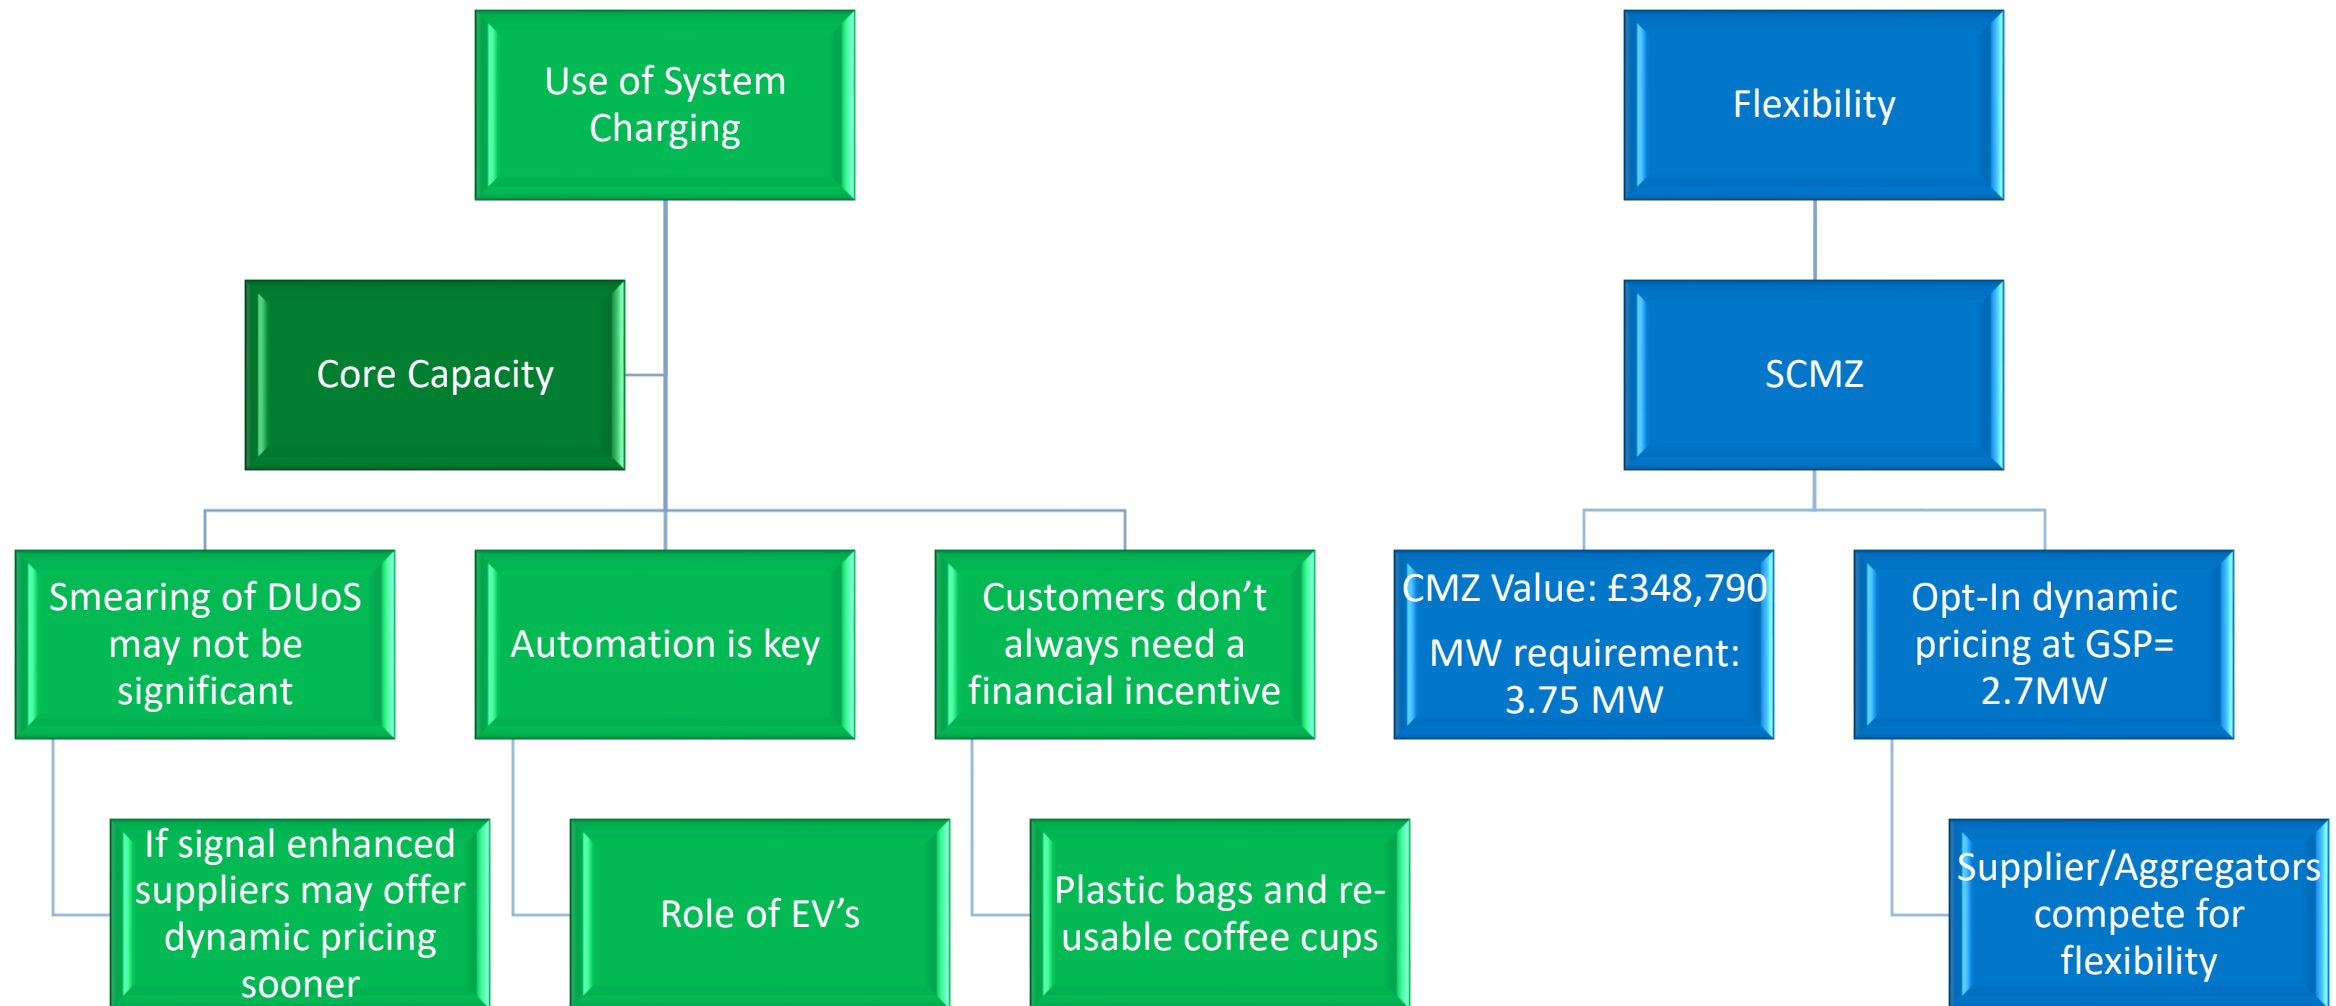 Use of System
Charging
Flexibility
Core Capacity
SCMZ
Smearing of DUoS
may not be
significant
Automation is key
Customers don’t
always need a
financial incentive
CMZ Value: £348,790
MW requirement:
3.75 MW
Opt-In dynamic
pricing at GSP=
2.7MW
If signal enhanced
suppliers may offer
dynamic pricing
sooner
Role of EV’s
Plastic bags and re-
usable coffee cups
Supplier/Aggregators
compete for
flexibility